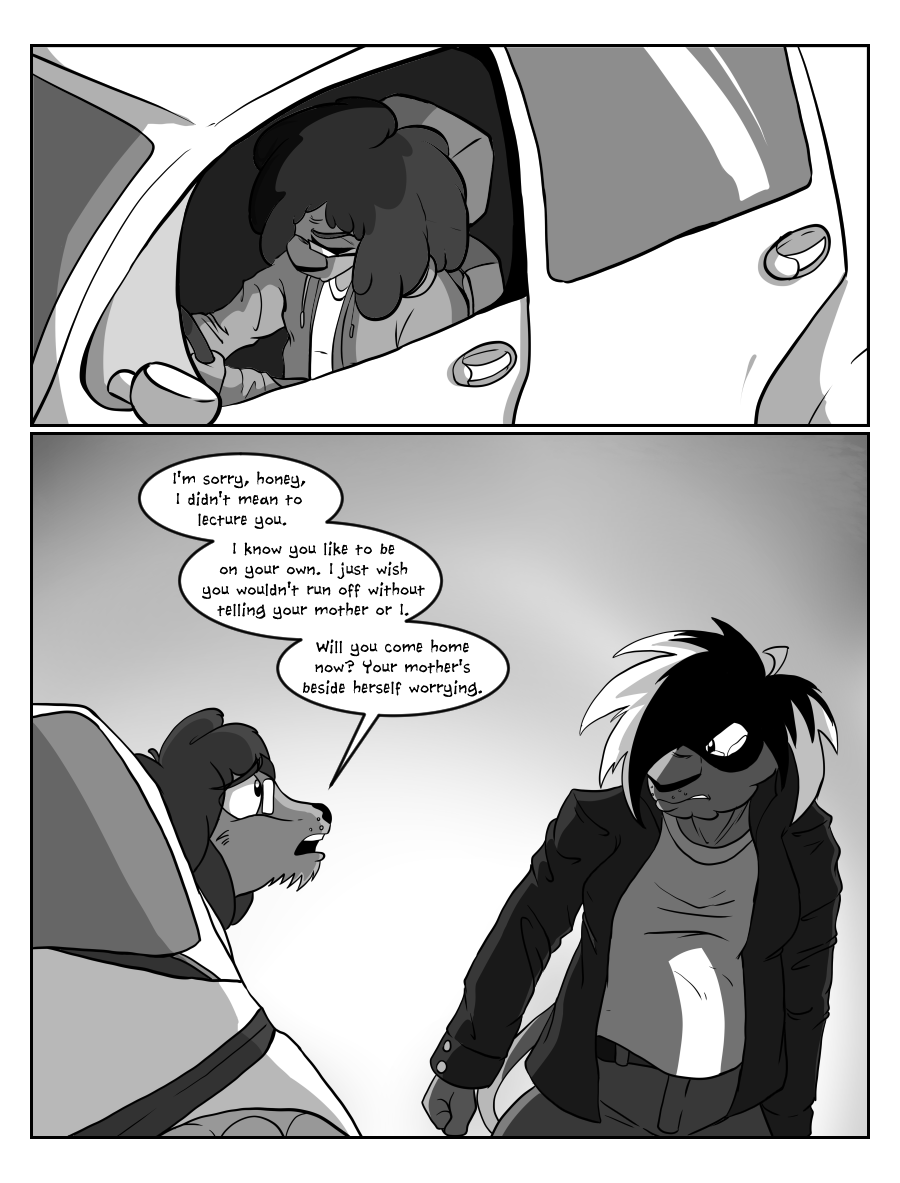 I'm sorry, honey,
I didn't mean to
lecture you.
I know you like to be
on your own. I just wish
you wouldn't run off without
telling your mother or I.
Will you come home
now? Your mother's
beside herself worrying.